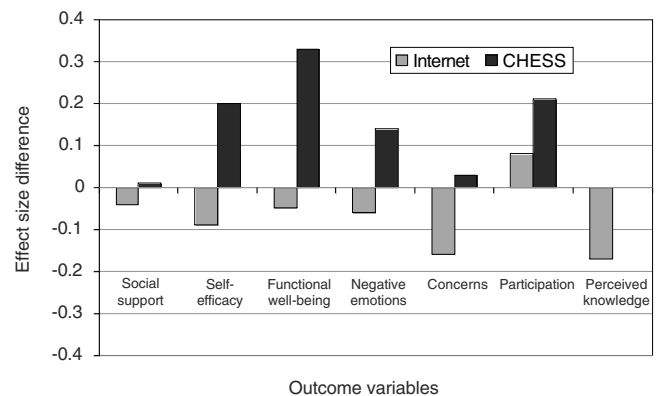 0.4
0.3
0.2
0.1
0
-0.1
-0.2
-0.3
-0.4
Effect size difference
Internet CHESS
Social support
Self-efficacy
Functional well-being
Negative emotions
Concerns
Participation
Perceived knowledge
Outcome variables